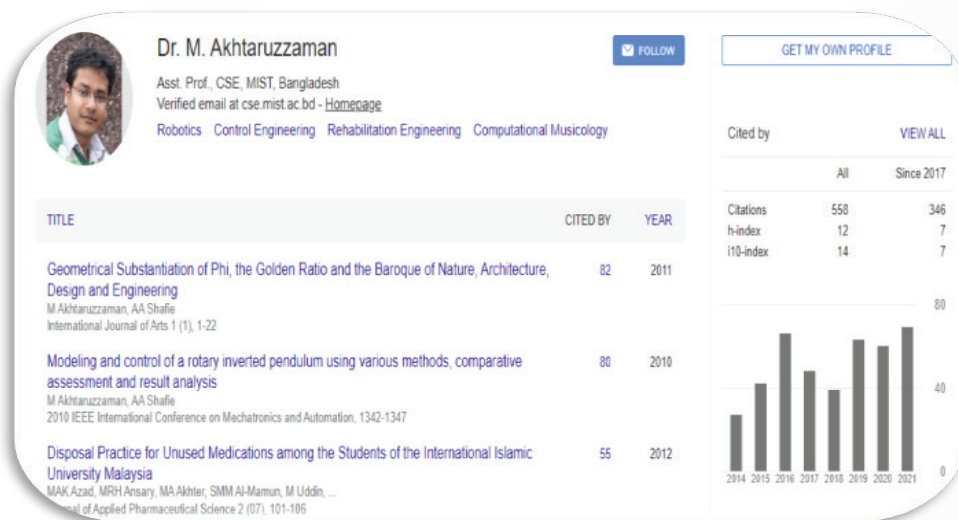 Dr. M. Akhtaruzzaman
FOLLOW
Asst. Prof., CSE, MIST, Bangladesh
Verified email at cse.mist.ac.bd - Homepage
Robotics Control Engineering Rehabilitation Engineering Computational Musicology
TITLE CITED BY YEAR
Geometrical Substantiation of Phi, the Golden Ratio and the Baroque of Nature, Architecture, 82 2011
Design and Engineering
M Akhtaruzzaman, AA Shafie
International Journal of Arts 1 (1), 1-22
Modeling and control of a rotary inverted pendulum using various methods, comparative 80 2010
assessment and result analysis
M Akhtaruzzaman, AA Shafie
2010 IEEE International Conference on Mechatronics and Automation, 1342-1347
Disposal Practice for Unused Medications among the Students of the International Islamic 55 2012
University Malaysia
MAK Azad, MRH Ansary, MA Akhter, SMM Al-Mamun, M Uddin, ...
of Applied Pharmaceutical Science 2 (07), 101-106
GET MY OWN PROFILE
Cited by VIEW ALL
All Since 2017
Citations 558 346
h-index 12 7
i10-index 14 7
80
40
0
2014 2015 2016 2017 2018 2019 2020 2021